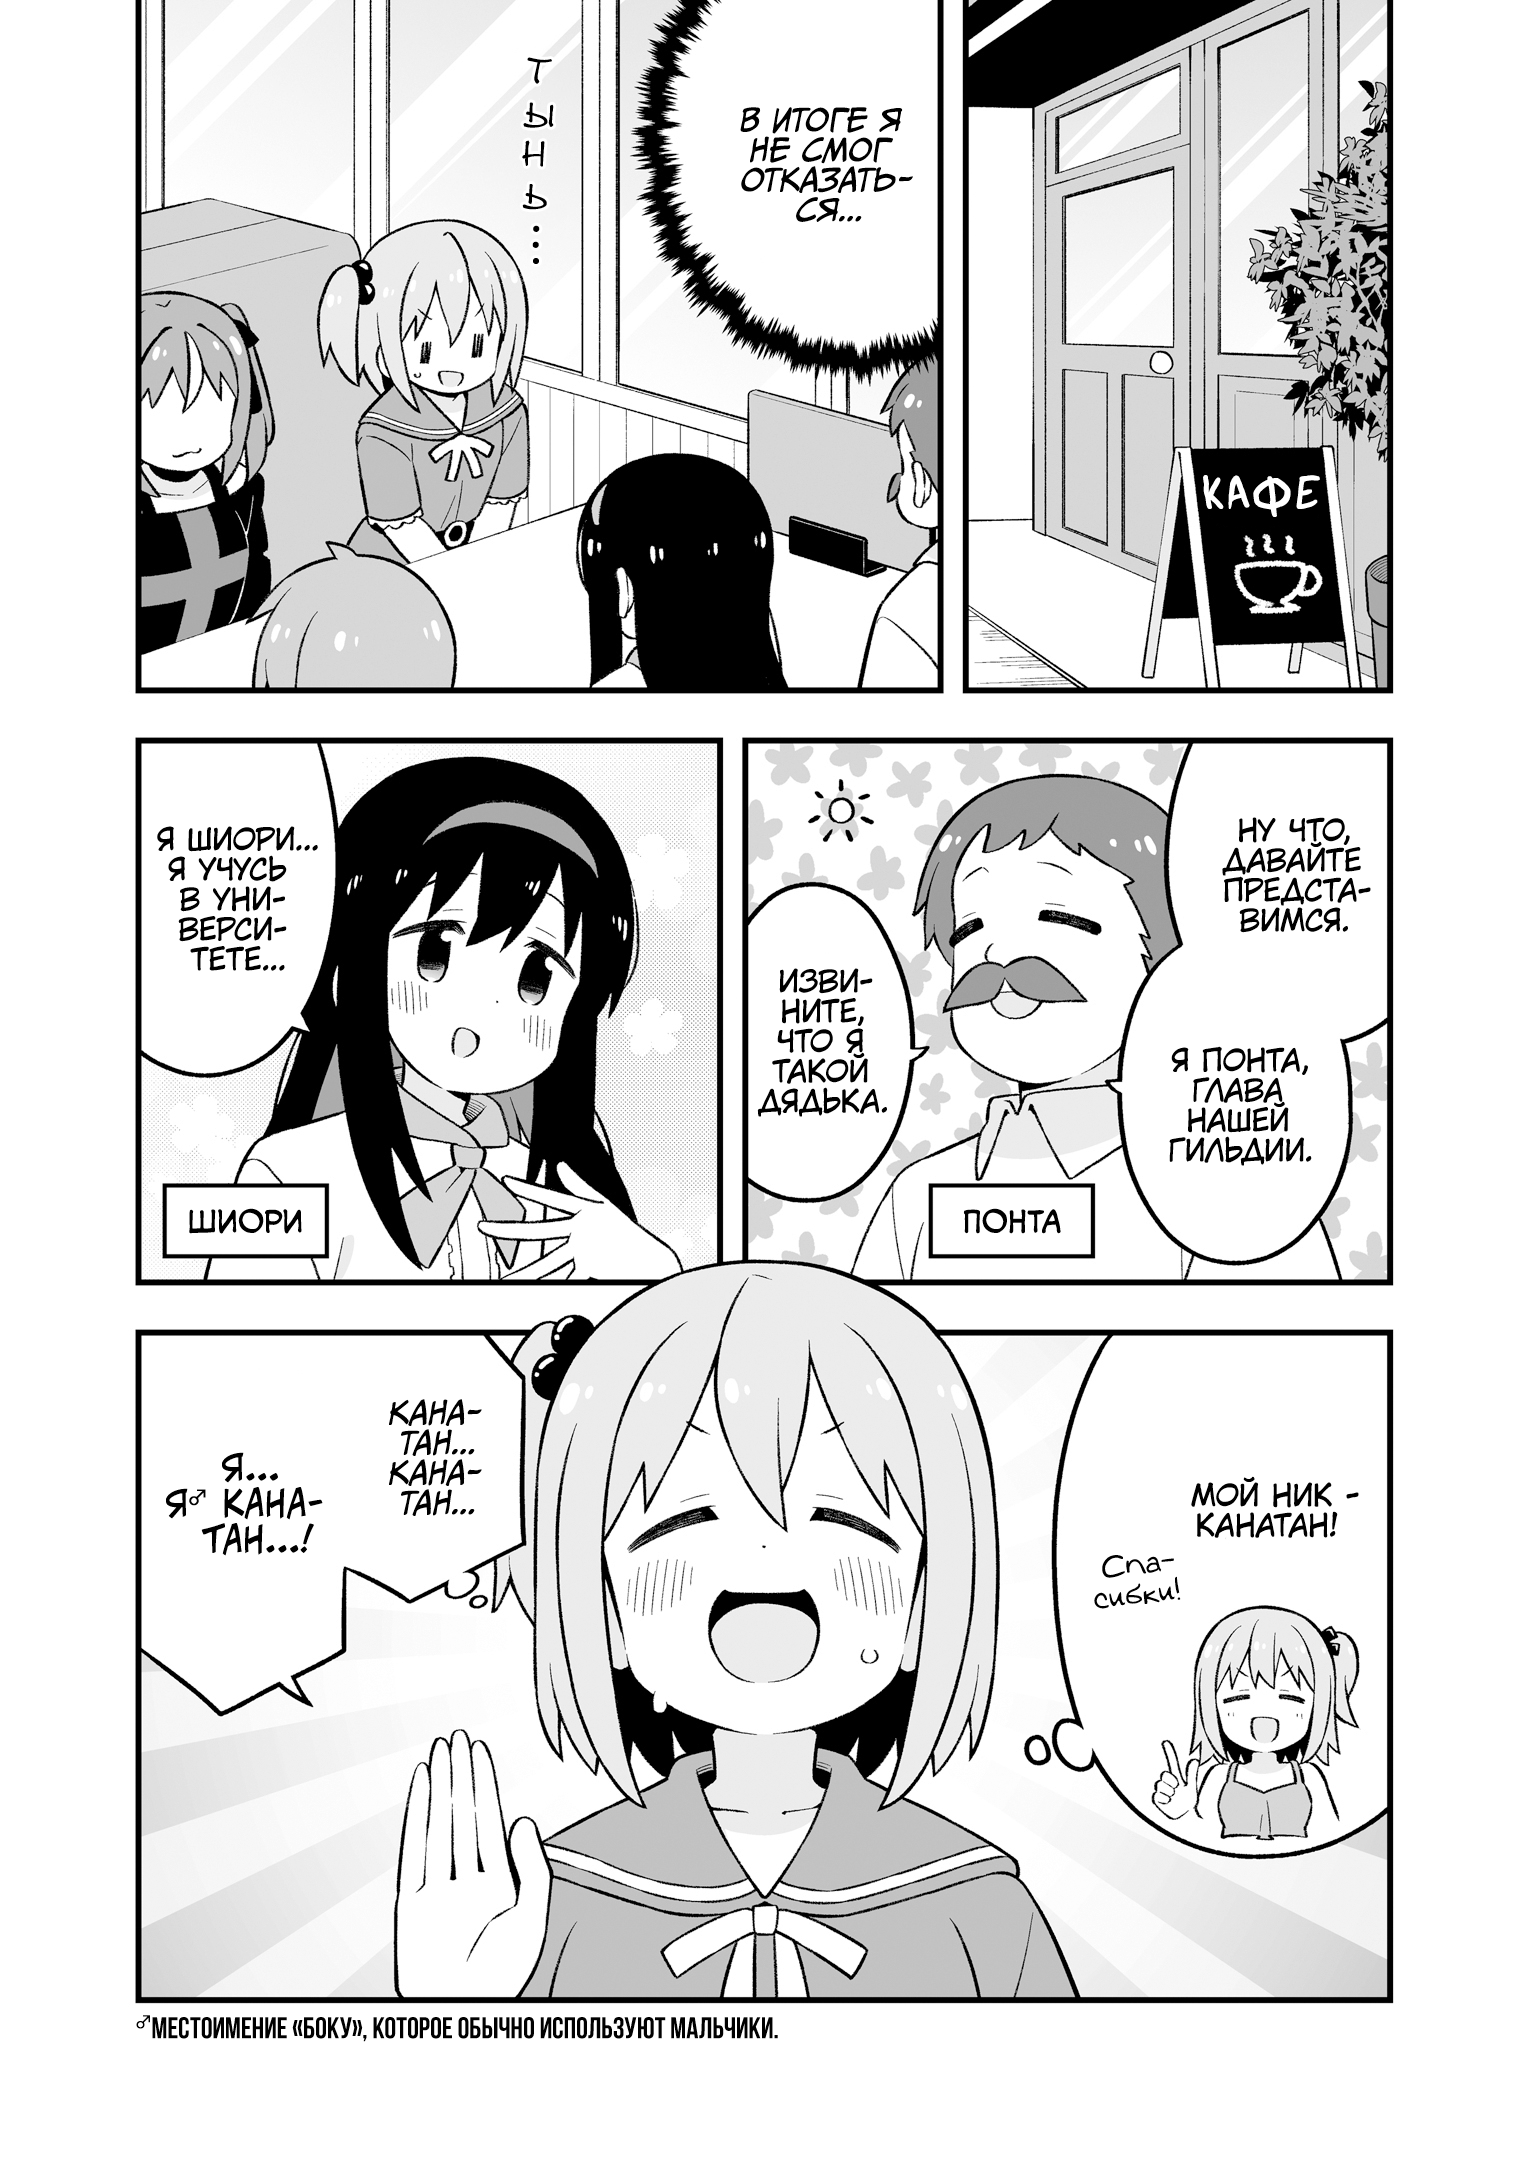 КАФЕ
В ИТОГЕ Я
НЕ СМОГ
ОТКАЗАТЬ-
СЯ...
ТЫНЬ...
НУ ЧТО,
ДАВАЙТЕ
ПРЕДСТА-
ВИМСЯ.
Я ПОНТА,
ГЛАВА
НАШЕЙ
ГИЛЬДИИ.
ИЗВИ-
НИТЕ,
ЧТО Я
ТАКОЙ
ДЯДЬКА.
ПОНТА
Я ШИОРИ...
Я УЧУСЬ
В УНИ-
ВЕРСИ-
ТЕТЕ...
ШИОРИ
МОЙ НИК -
КАНАТАН!
Спа-
сибки!
КАНА-
ТАН...
КАНА-
ТАН...
Я...
Я♂ КАНА-
ТАН...!
♂МЕСТОИМЕНИЕ «БОКУ», КОТОРОЕ ОБЫЧНО ИСПОЛЬЗУЮТ МАЛЬЧИКИ.